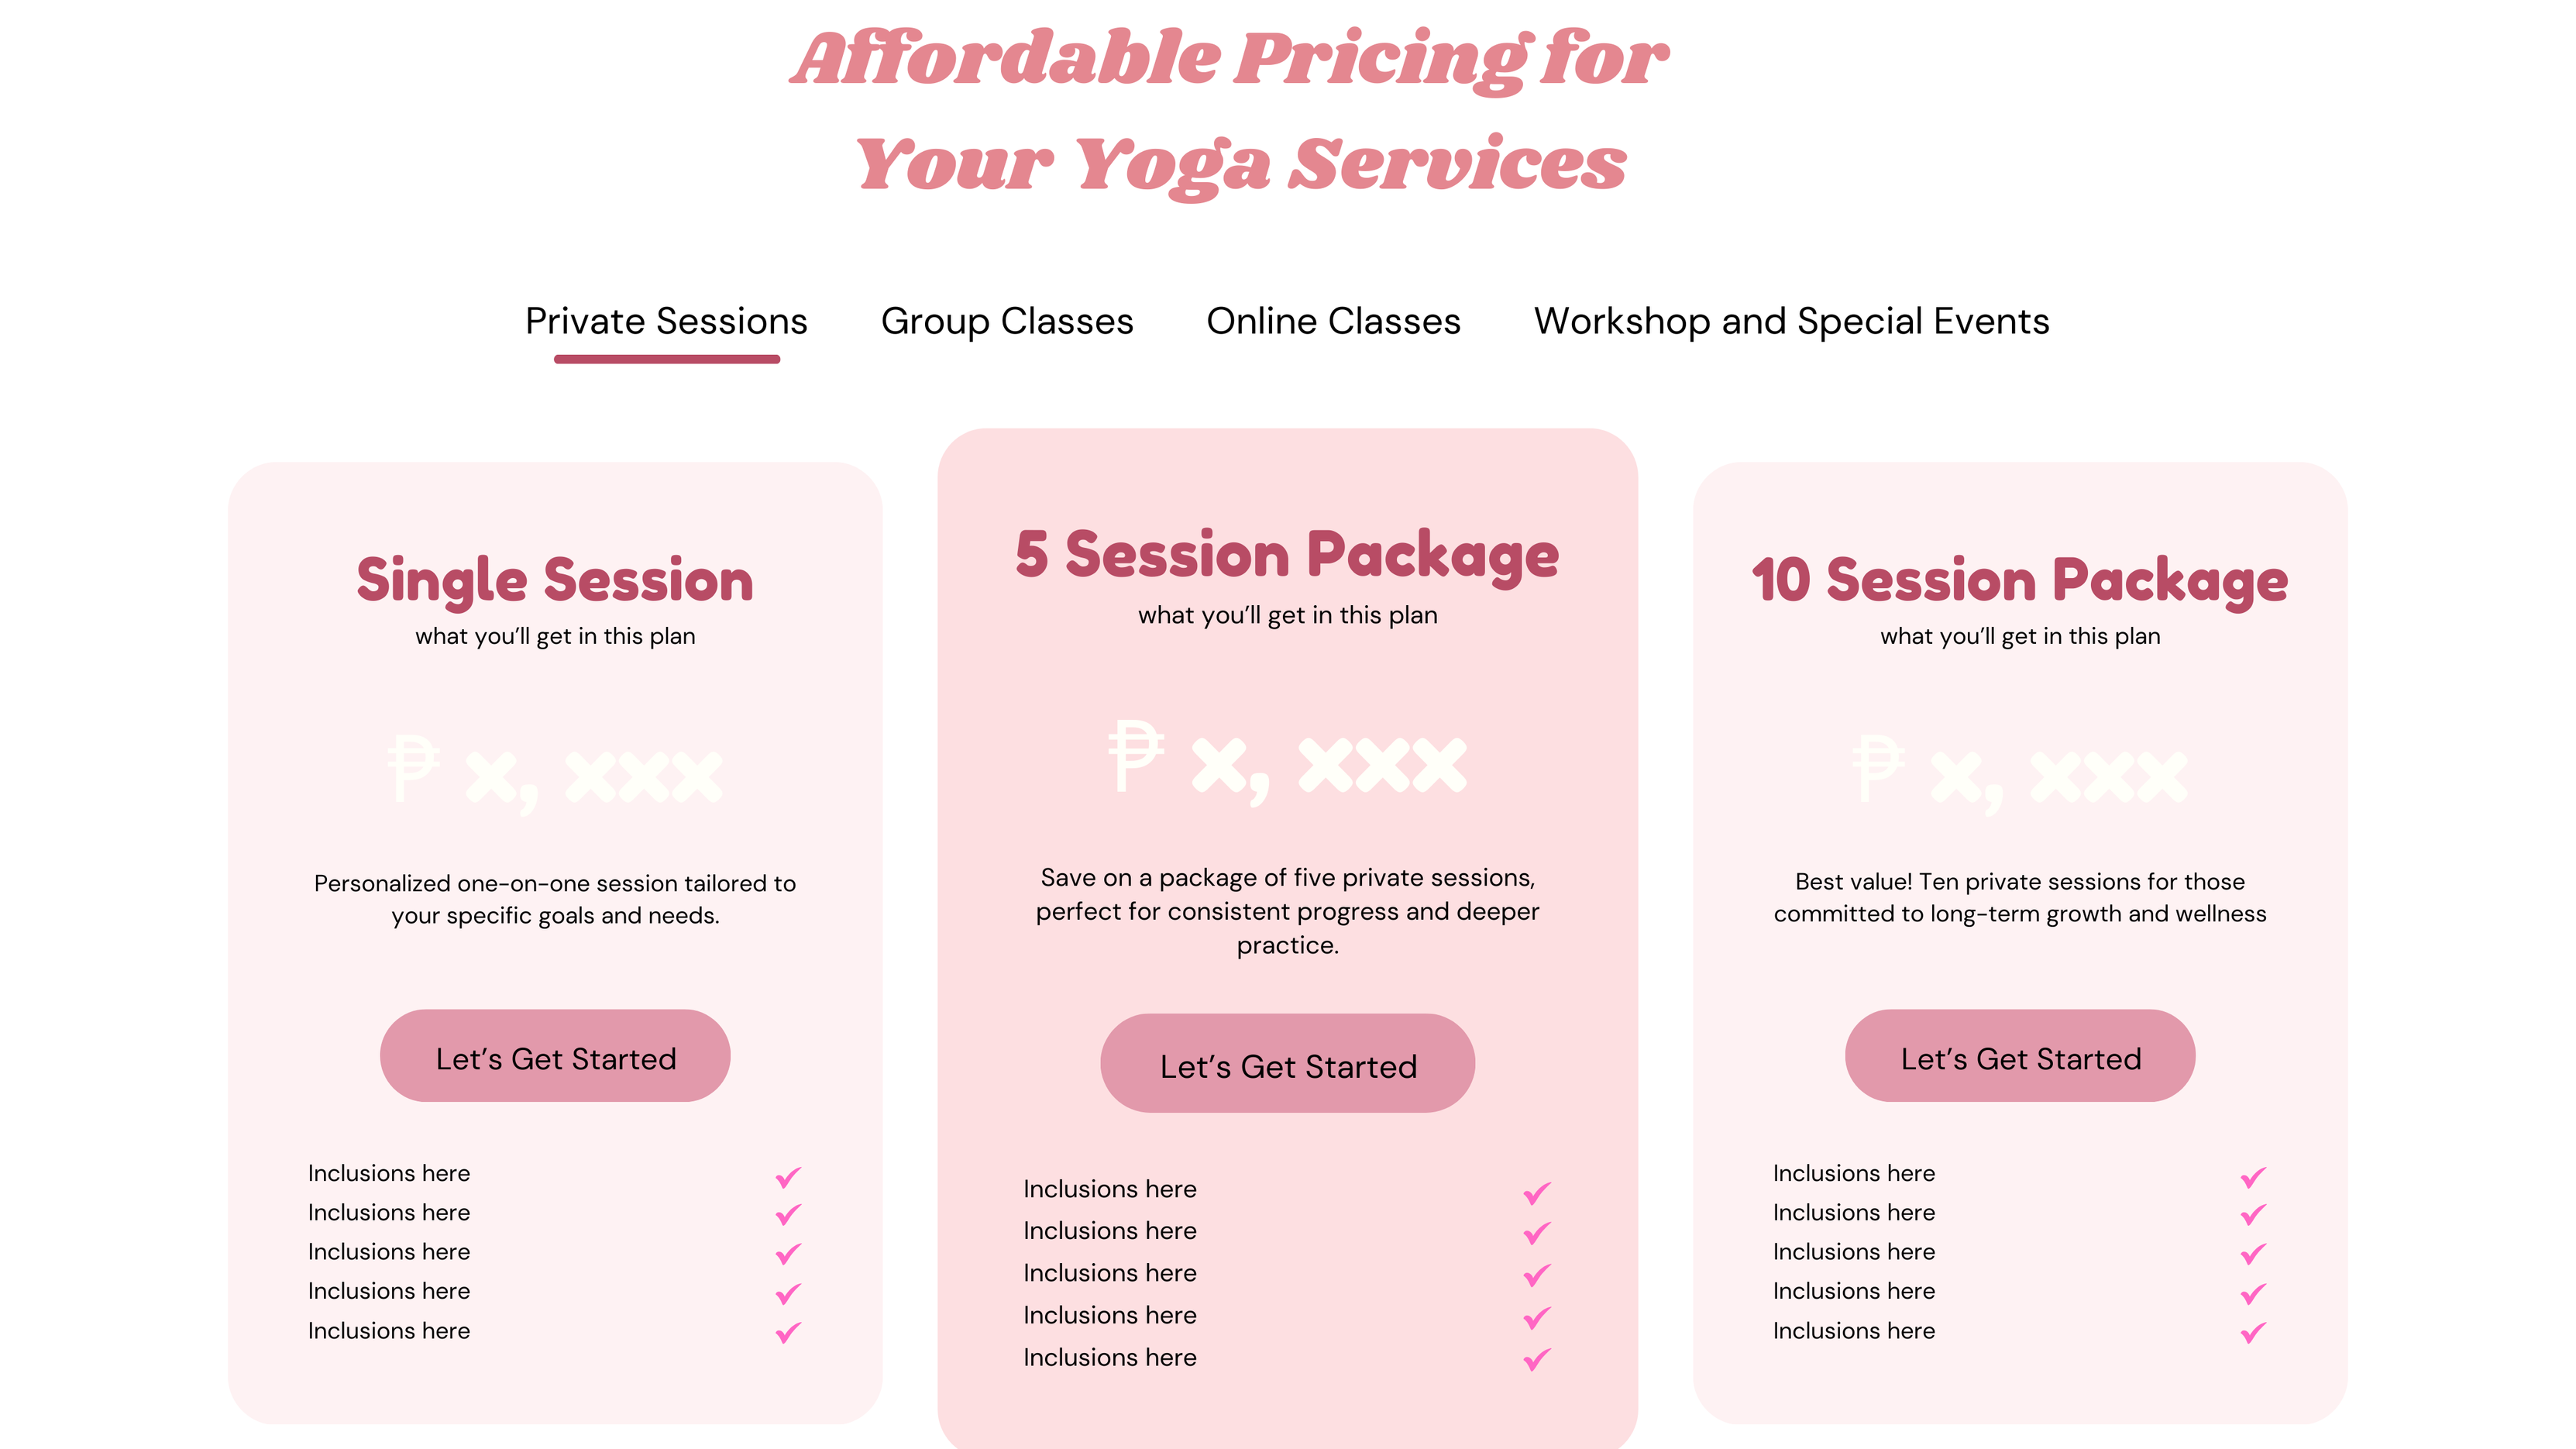 Affordable Pricing for
Your Yoga Services
Private Sessions
Group Classes
Online Classes
Workshop and Special Events
Single Session
what you’ll get in this plan
₱ x, xxx
Personalized one-on-one session tailored to
your specific goals and needs.
Let’s Get Started
Inclusions here
Inclusions here
Inclusions here
Inclusions here
Inclusions here
5 Session Package
what you’ll get in this plan
₱ x, xxx
Save on a package of five private sessions,
perfect for consistent progress and deeper
practice.
Let’s Get Started
Inclusions here
Inclusions here
Inclusions here
Inclusions here
Inclusions here
10 Session Package
what you’ll get in this plan
₱ x, xxx
Best value! Ten private sessions for those
committed to long-term growth and wellness
Let’s Get Started
Inclusions here
Inclusions here
Inclusions here
Inclusions here
Inclusions here